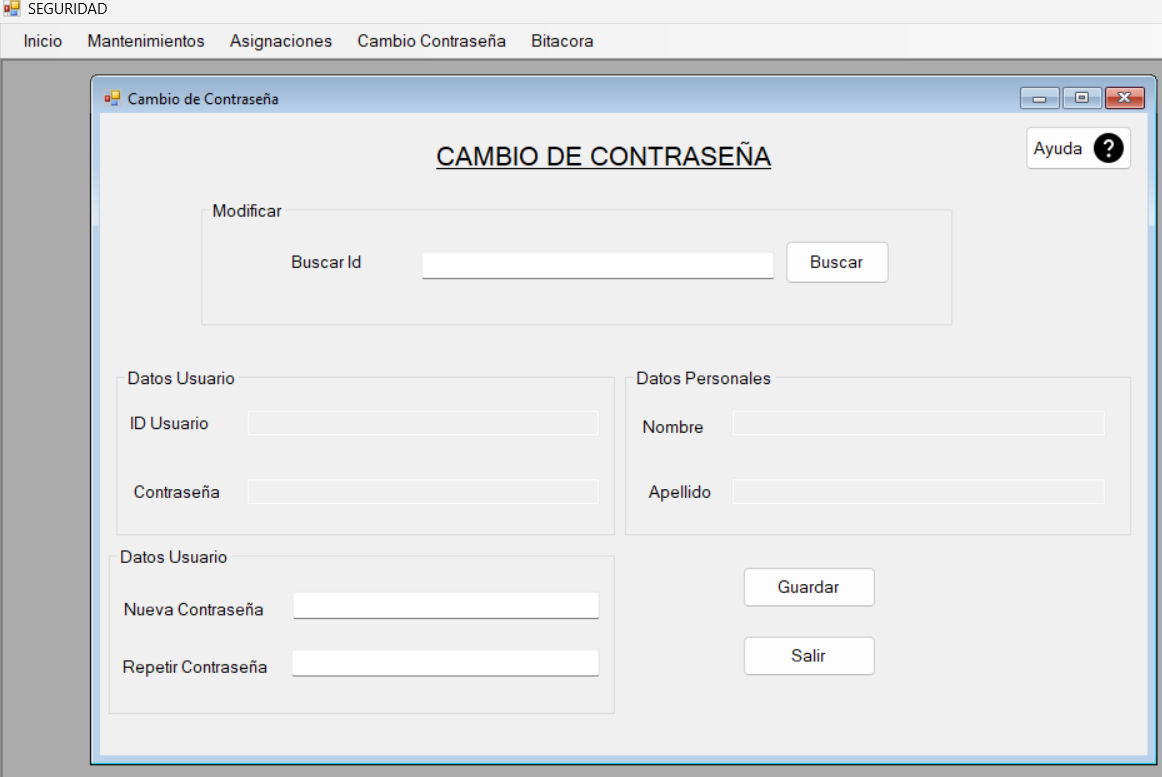 SEGURIDAD
Inicio Mantenimientos Asignaciones Cambio Contraseña Bitacora
Cambio de Contraseña
CAMBIO DE CONTRASEÑA
Ayuda ?
Modificar
Buscar Id
Buscar
Datos Usuario
ID Usuario
Contraseña
Datos Personales
Nombre
Apellido
Datos Usuario
Nueva Contraseña
Repetir Contraseña
Guardar
Salir